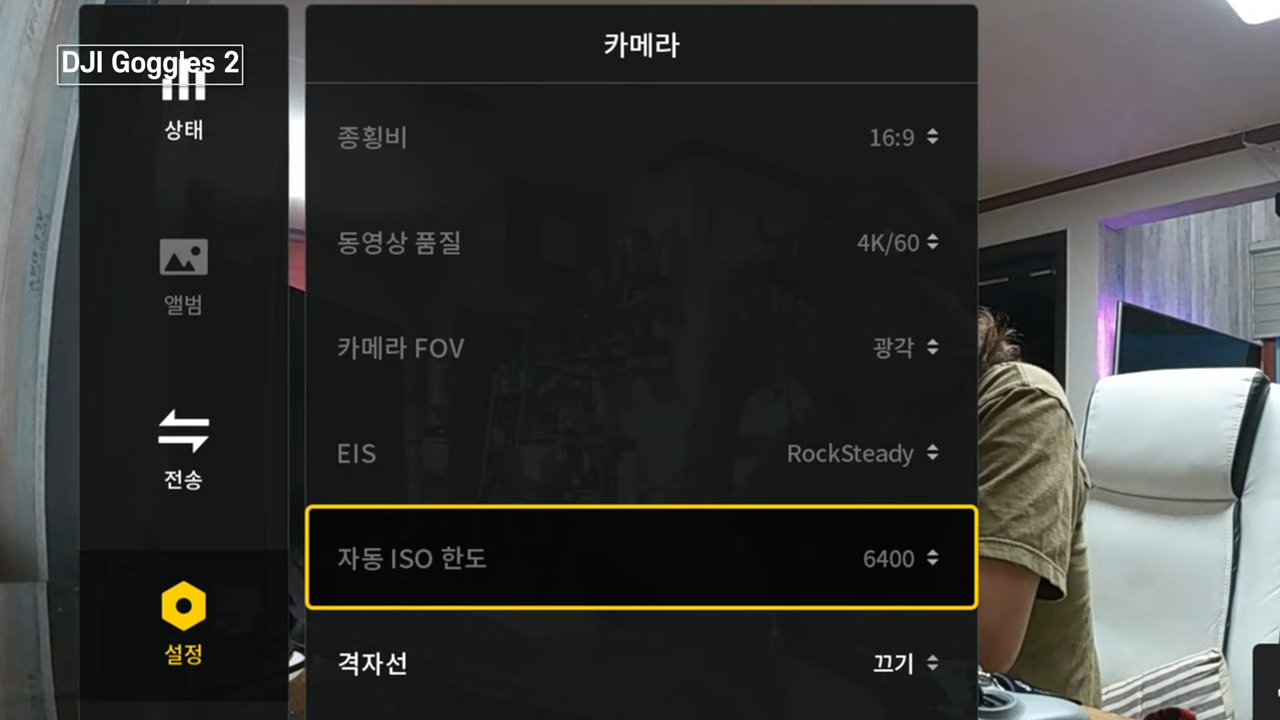 DJI Goggles 2
상태
앨범
전송
설정
카메라
종횡비 16:9
동영상 품질 4K/60
카메라 FOV 광각
EIS RockSteady
자동 ISO 한도 6400
격자선 끄기